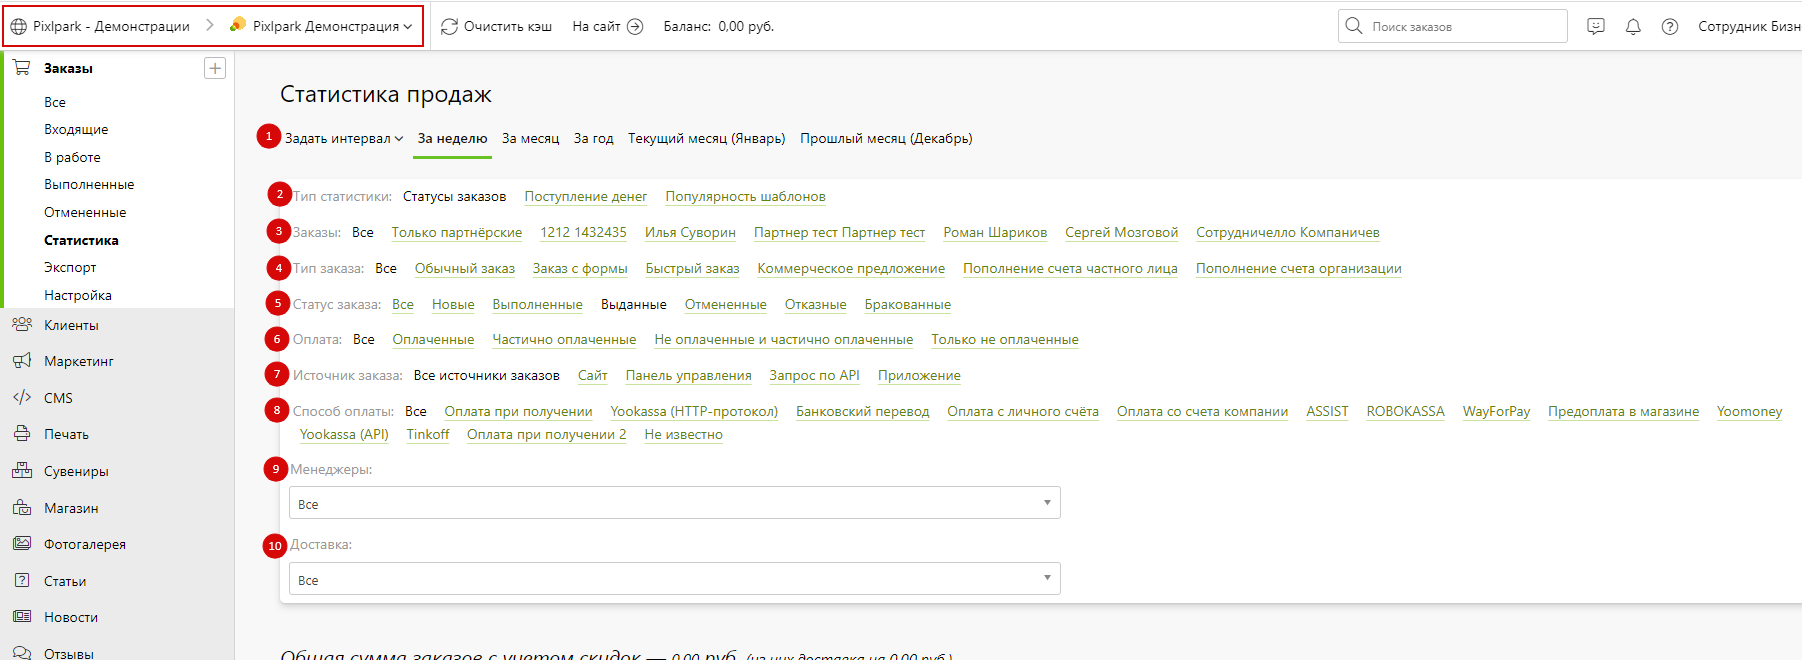 Pixlpark - Демонстрации Pixlpark Демонстрация Очистить кэш На сайт Баланс: 0,00 руб. Поиск заказов Сотрудник Бизн
Заказы
Все
Входящие
В работе
Выполненные
Отмененные
Статистика
Экспорт
Настройка
Клиенты
Маркетинг
CMS
Печать
Сувениры
Магазин
Фотогалерея
Статьи
Новости
Отзывы
Статистика продаж
1 Задать интервал За неделю За месяц За год Текущий месяц (Январь) Прошлый месяц (Декабрь)
2 Тип статистики: Статусы заказов Поступление денег Популярность шаблонов
3 Заказы: Все Только партнёрские 1212 1432435 Илья Суворин Партнер тест Партнер тест Роман Шариков Сергей Мозговой Сотрудничелло Компаничев
4 Тип заказа: Все Обычный заказ Заказ с формы Быстрый заказ Коммерческое предложение Пополнение счета частного лица Пополнение счета организации
5 Статус заказа: Все Новые Выполненные Выданные Отмененные Отказные Бракованные
6 Оплата: Все Оплаченные Частично оплаченные Не оплаченные и частично оплаченные Только не оплаченные
7 Источник заказа: Все источники заказов Сайт Панель управления Запрос по API Приложение
8 Способ оплаты: Все Оплата при получении Yookassa (HTTP-протокол) Банковский перевод Оплата с личного счёта Оплата со счета компании ASSIST ROBOKASSA WayForPay Предоплата в магазине Yoomoney
Yookassa (API) Tinkoff Оплата при получении 2 Не известно
9 Менеджеры:
Все
10 Доставка:
Все
Общая сумма заказов с учетом скидок — 0,00 руб. (из них доставка на 0,00 руб.)